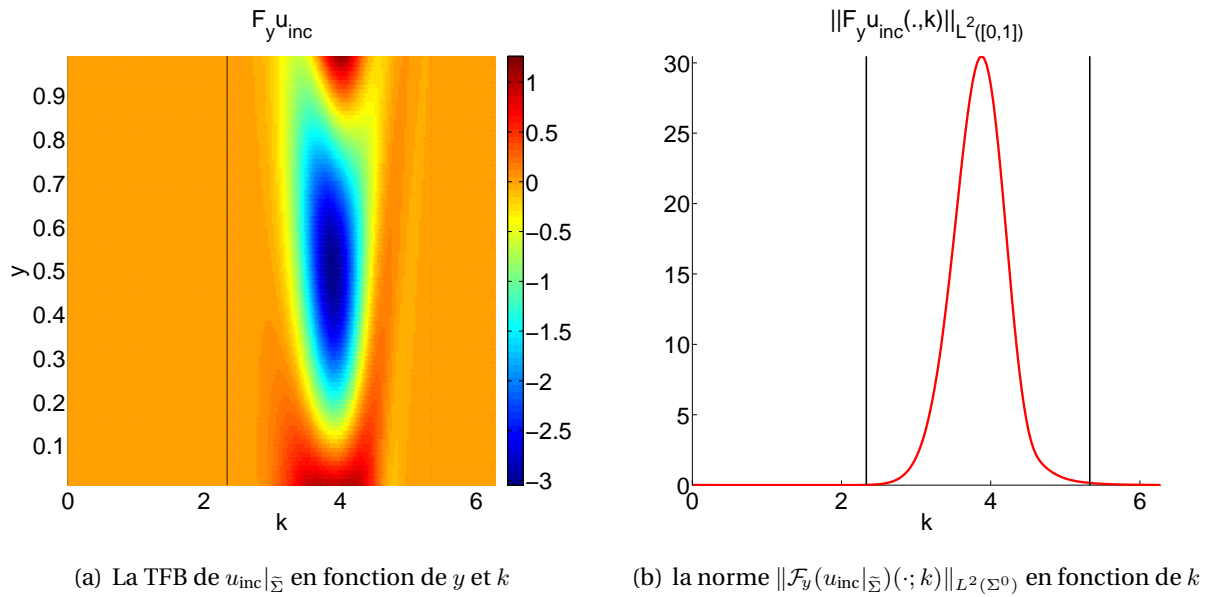 F_y u_inc
y
0.9
0.8
0.7
0.6
0.5
0.4
0.3
0.2
0.1
0 2 4 6
k
1
0.5
0
−0.5
−1
−1.5
−2
−2.5
−3
||F_y u_inc(.,k)||_{L^2([0,1])}
30
25
20
15
10
5
0
0 2 4 6
k
(a) La TFB de u_inc|_{\widetilde{Σ}} en fonction de y et k
(b) la norme ‖ℱ_y(u_inc|_{\widetilde{Σ}})(·; k)‖_{L^2(Σ^0)} en fonction de k